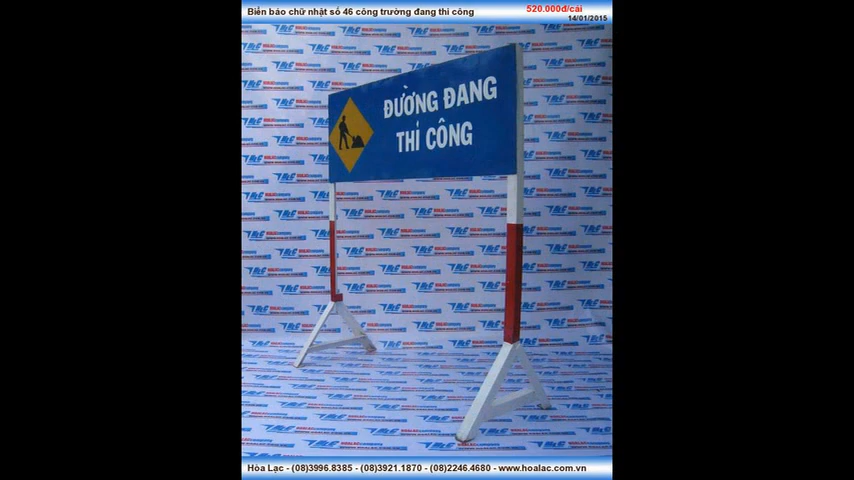 Biển báo chữ nhật số 46 công trường đang thi công
520.000đ/cái
14/01/2015
ĐƯỜNG ĐANG
THI CÔNG
Hòa Lạc - (08)3996.8385 - (08)3921.1870 - (08)2246.4680 - www.hoalac.com.vn